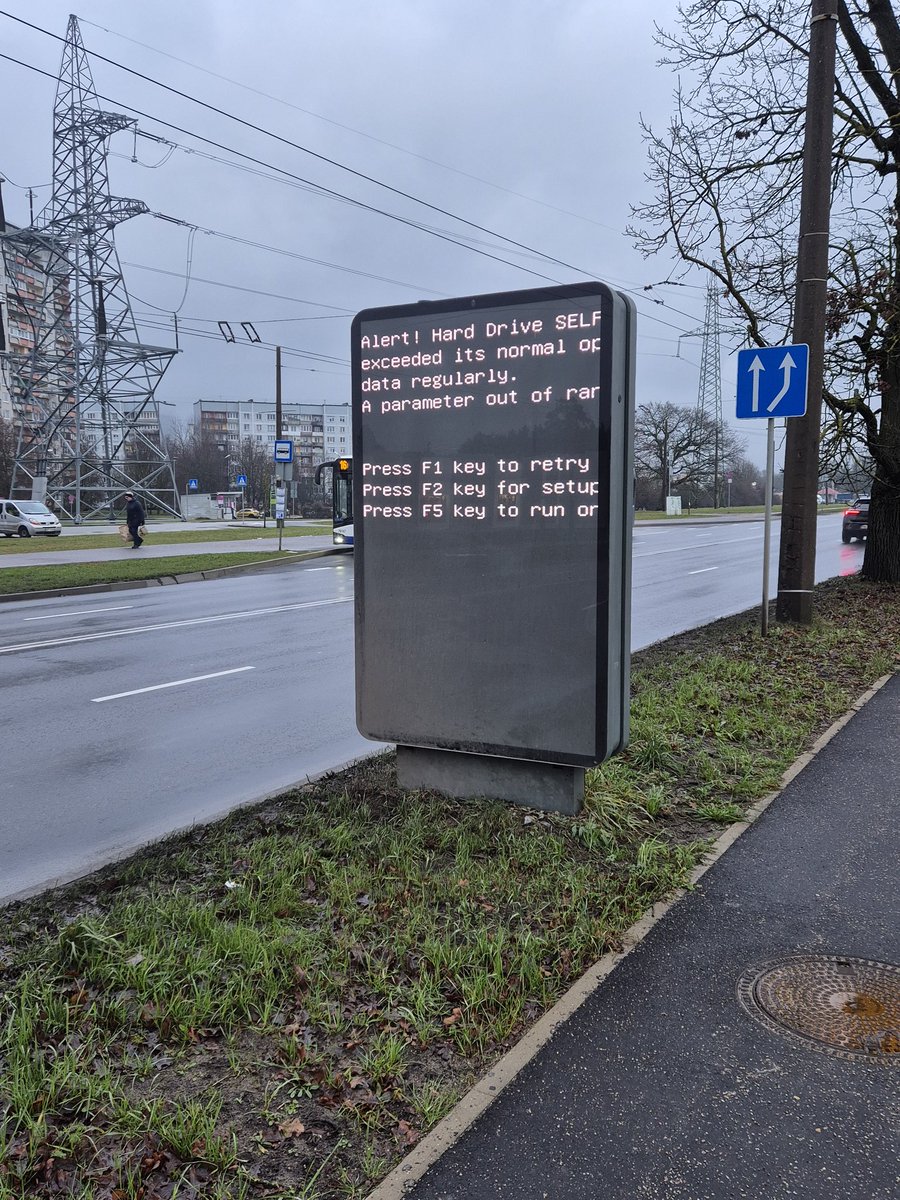 Alert! Hard Drive SELF
exceeded its normal op
data regularly.
A parameter out of ran
Press F1 key to retry
Press F2 key for setup
Press F5 key to run on